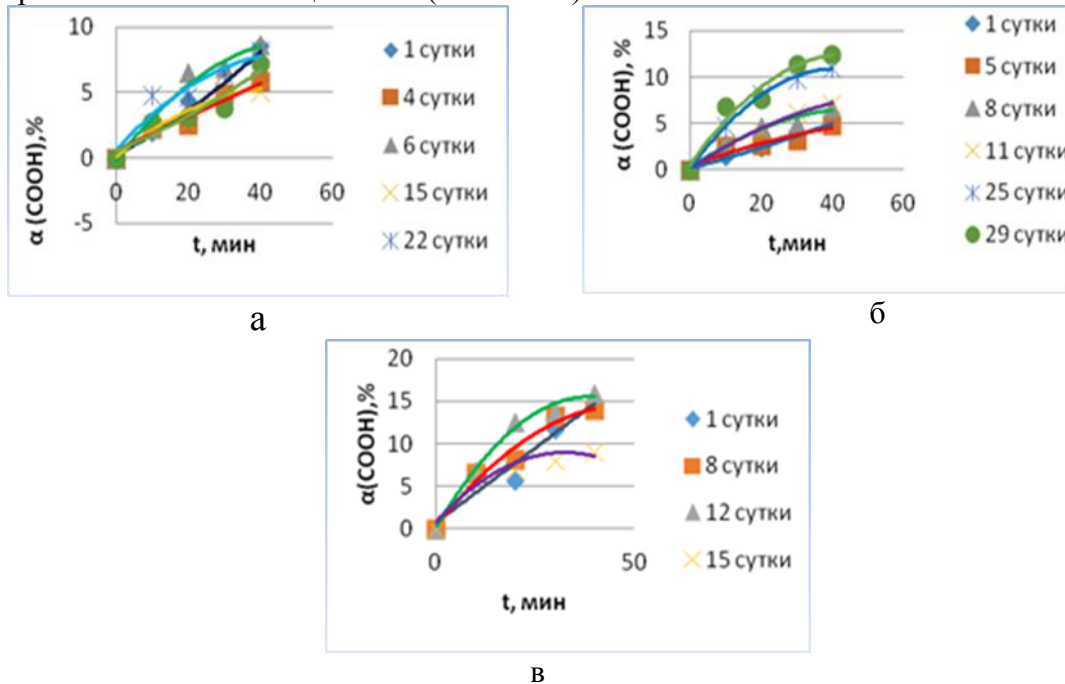 10
5
0
-5
0
20
40
60
α (COOH),%
t, мин
1 сутки
4 сутки
6 сутки
15 сутки
22 сутки
а
15
10
5
0
0
20
40
60
α (COOH), %
t,мин
1 сутки
5 сутки
8 сутки
11 сутки
25 сутки
29 сутки
б
20
15
10
5
0
0
50
α(COOH),%
t, мин
1 сутки
8 сутки
12 сутки
15 сутки
в